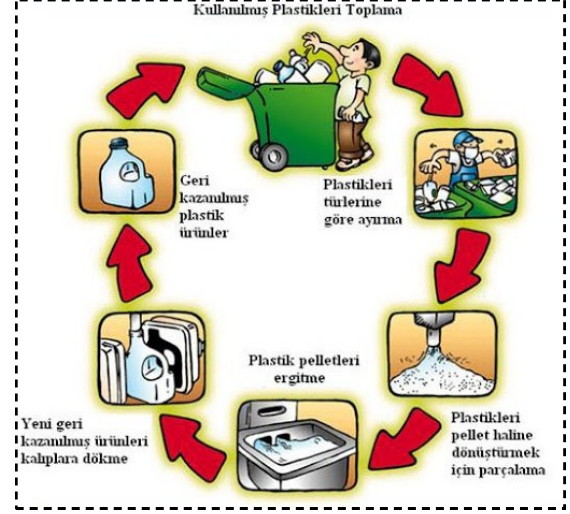 Kullanılmış Plastikleri Toplama
Plastikleri
türlerine
göre ayırma
Plastikleri
pellet haline
dönüştürmek
için parçalama
Plastik pelletleri
ergitme
Yeni geri
kazanılmış ürünleri
kalıplara dökme
Geri
kazanılmış
plastik
ürünler